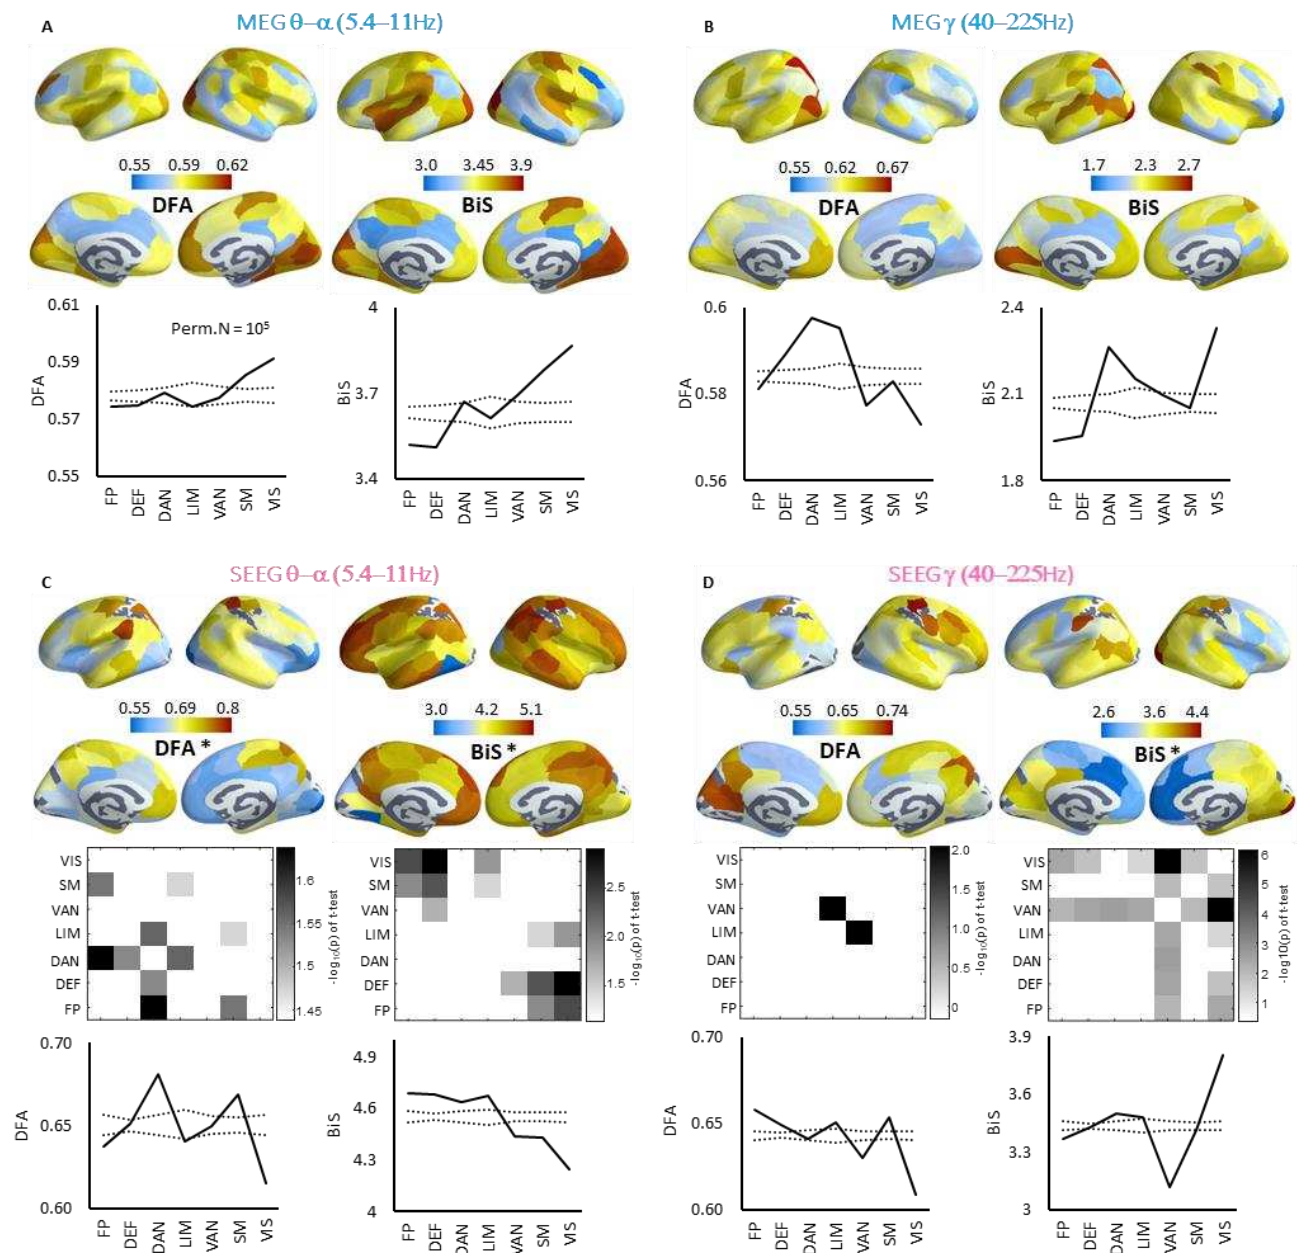 A
MEG θ–α (5.4–11Hz)
0.55 0.59 0.62
DFA
3.0 3.45 3.9
BiS
0.61
0.59
0.57
0.55
DFA
Perm.N = 10⁵
FP DEF DAN LIM VAN SM VIS
4
3.7
3.4
BiS
FP DEF DAN LIM VAN SM VIS
B
MEG γ (40–225Hz)
0.55 0.62 0.67
DFA
1.7 2.3 2.7
BiS
0.6
0.58
0.56
DFA
FP DEF DAN LIM VAN SM VIS
2.4
2.1
1.8
BiS
FP DEF DAN LIM VAN SM VIS
C
SEEG θ–α (5.4–11Hz)
0.55 0.69 0.8
DFA *
3.0 4.2 5.1
BiS *
VIS
SM
VAN
LIM
DAN
DEF
FP
1.6
1.55
1.5
1.45
-log₁₀(p) of t-test
2.5
2.0
1.5
-log₁₀(p) of t-test
0.70
0.65
0.60
DFA
FP DEF DAN LIM VAN SM VIS
4.9
4.6
4.3
4
BiS
FP DEF DAN LIM VAN SM VIS
D
SEEG γ (40–225Hz)
0.55 0.65 0.74
DFA
2.6 3.6 4.4
BiS *
VIS
SM
VAN
LIM
DAN
DEF
FP
2.0
1.5
1.0
0.5
0
-log₁₀(p) of t-test
VIS
SM
VAN
LIM
DAN
DEF
FP
6
5
4
3
2
1
-log10(p) of t-test
0.70
0.65
0.60
DFA
FP DEF DAN LIM VAN SM VIS
3.9
3.6
3.3
3
BiS
FP DEF DAN LIM VAN SM VIS